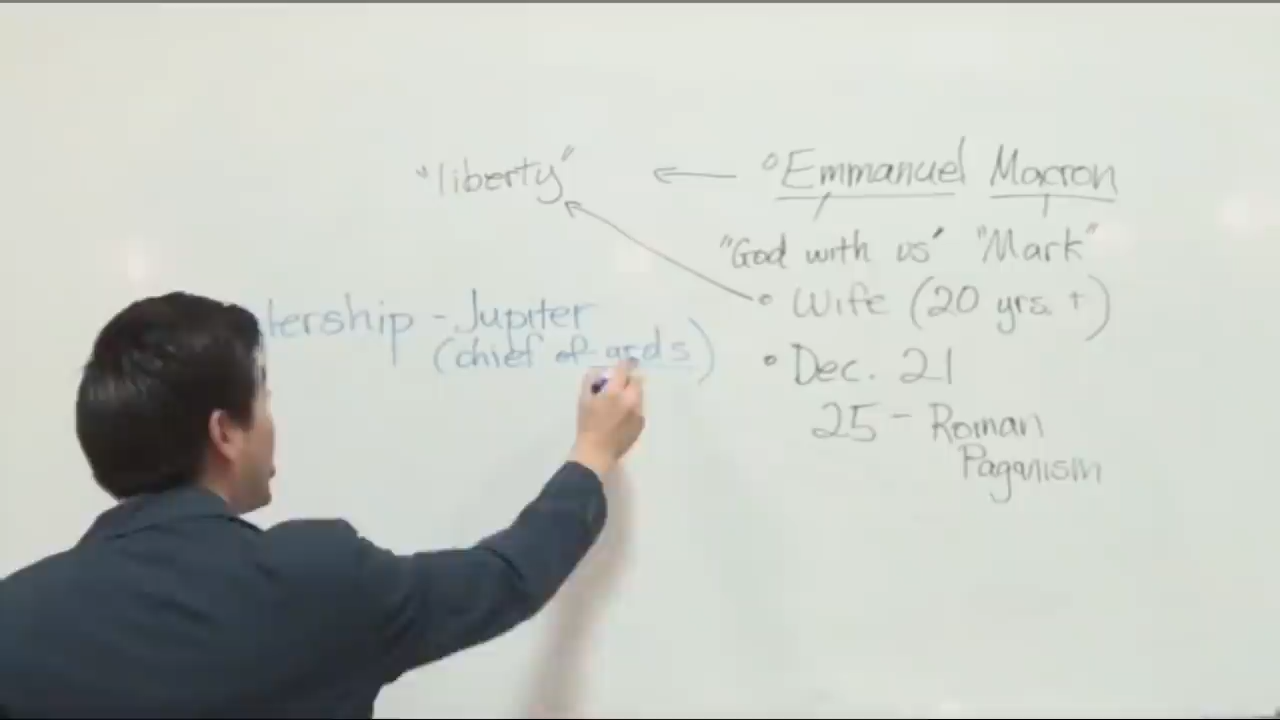 "liberty" ← ° Emmanuel Macron
"God with us" "Mark"
• Wife (20 yrs. +)
dership - Jupiter
(chief of gods)
• Dec. 21
25 - Roman
Paganism